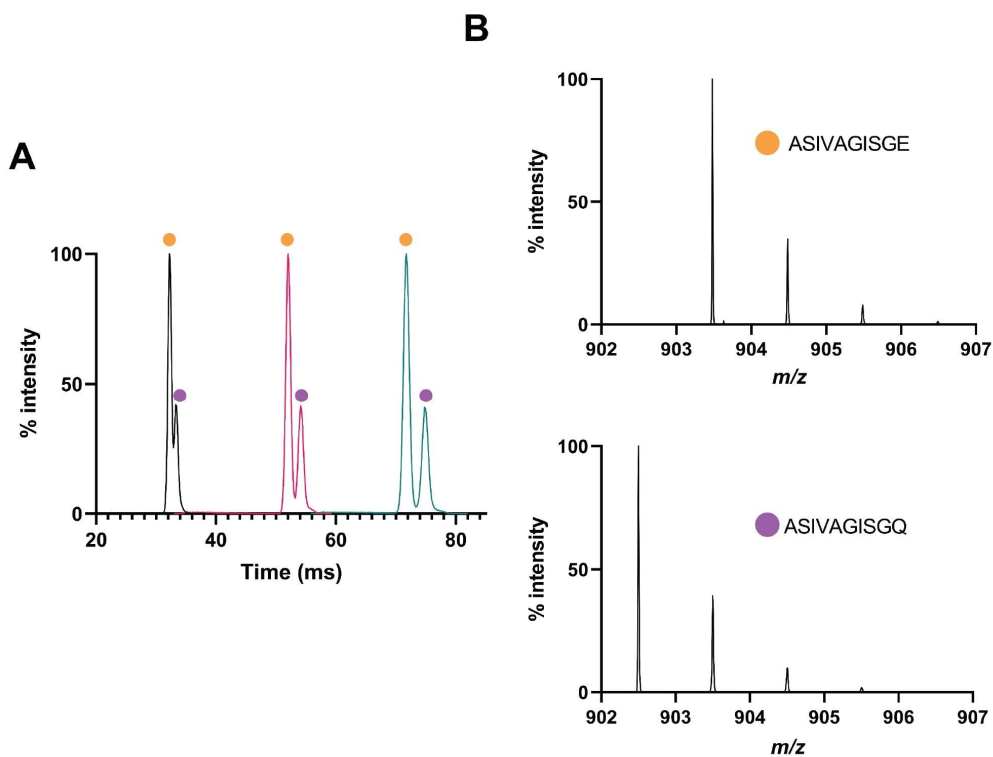 A
% intensity
100
50
0
20 40 60 80
Time (ms)
B
% intensity
100
50
0
ASIVAGISGE
902 903 904 905 906 907
m/z
% intensity
100
50
0
ASIVAGISGQ
902 903 904 905 906 907
m/z